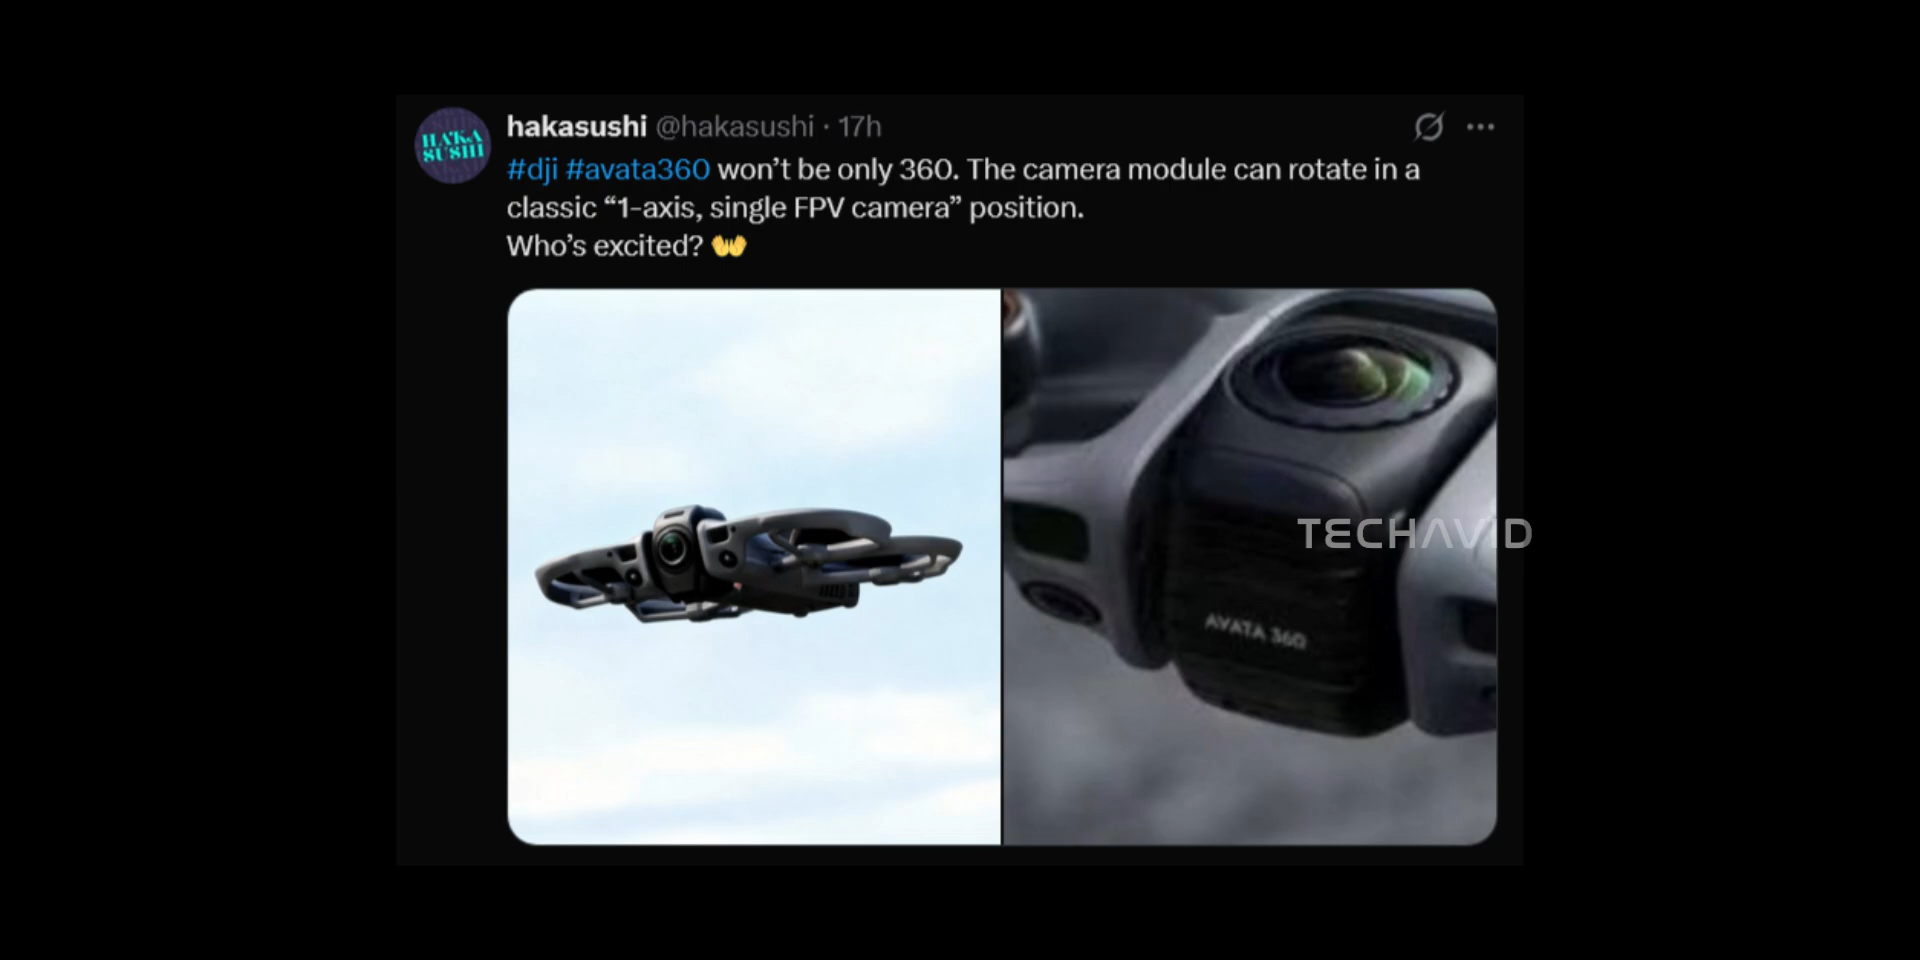 HAKA
SUSHI
hakasushi @hakasushi · 17h
#dji #avata360 won’t be only 360. The camera module can rotate in a
classic “1-axis, single FPV camera” position.
Who’s excited? 👐
TECHAVID
AVATA 360